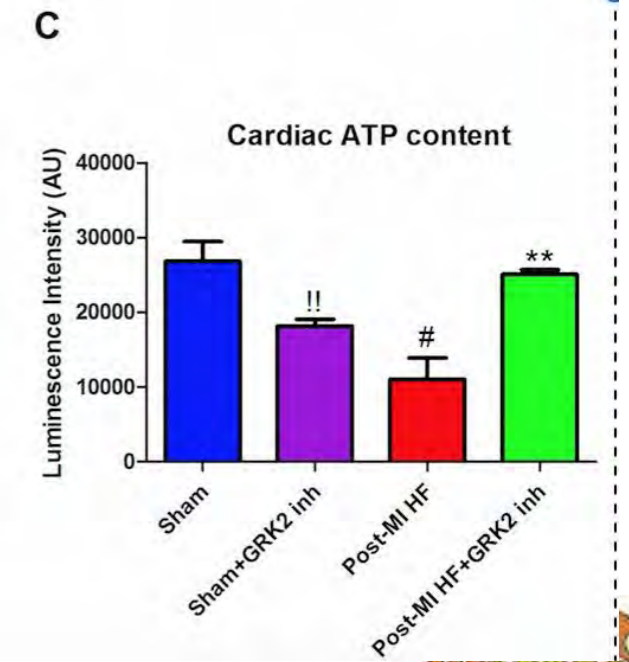 C
Cardiac ATP content
Luminescence Intensity (AU)
40000
30000
20000
10000
0
!!
#
**
Sham
Sham+GRK2 inh
Post-MI HF
Post-MI HF+GRK2 inh